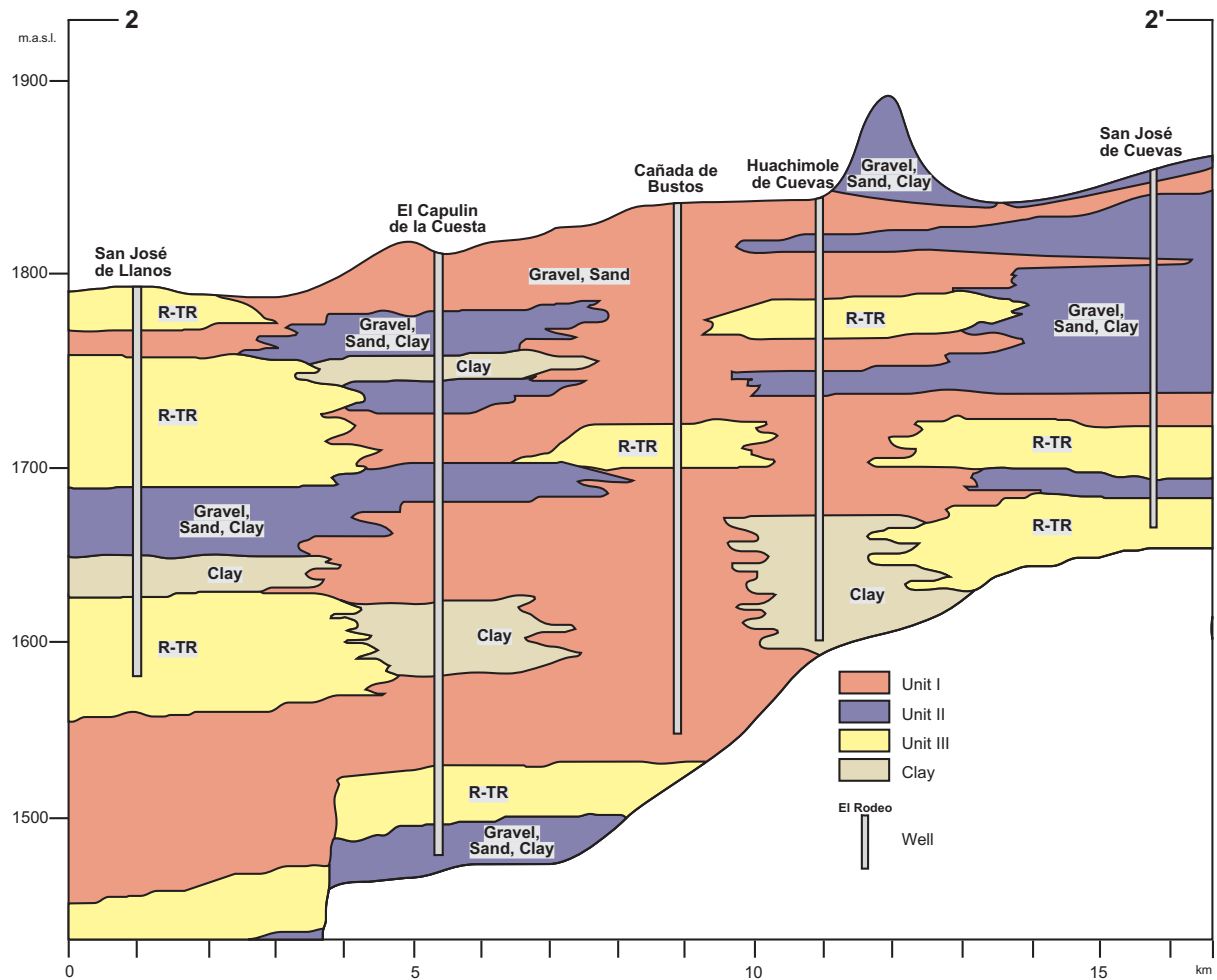 2
2'
m.a.s.l.
1900
1800
1700
1600
1500
San José
de Llanos
El Capulin
de la Cuesta
Cañada de
Bustos
Huachimole
de Cuevas
San José
de Cuevas
Gravel,
Sand, Clay
Gravel, Sand
R-TR
Gravel,
Sand, Clay
R-TR
Gravel,
Sand, Clay
Clay
R-TR
R-TR
R-TR
Gravel,
Sand, Clay
R-TR
Clay
Clay
Clay
R-TR
R-TR
Gravel,
Sand, Clay
Unit I
Unit II
Unit III
Clay
El Rodeo
Well
0
5
10
15
km